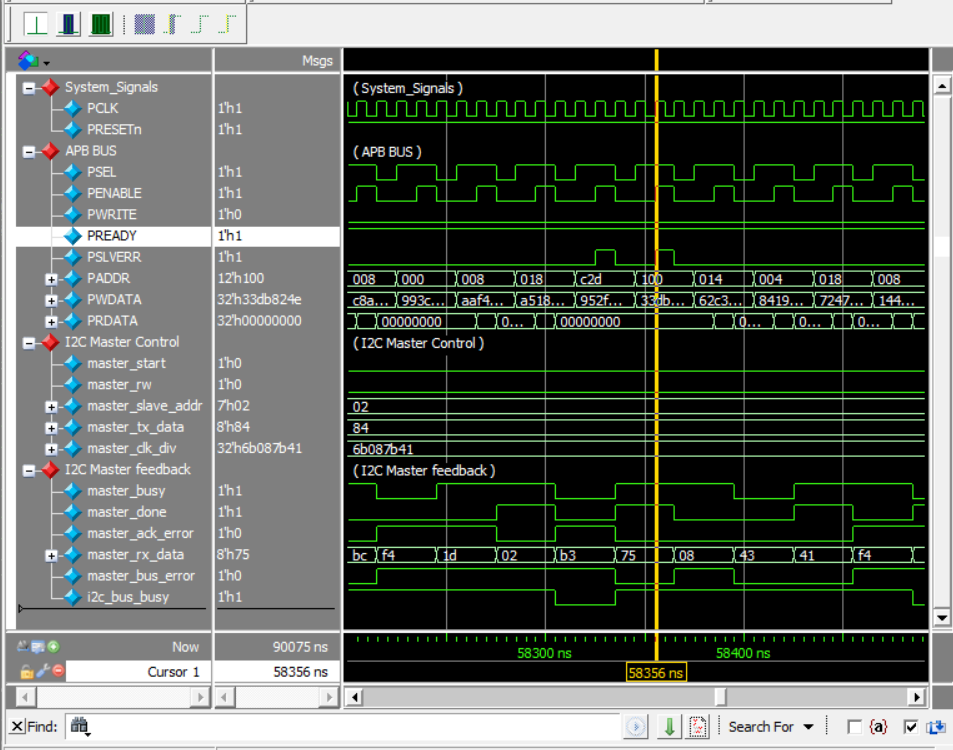 Msgs
System_Signals ( System_Signals )
PCLK 1'h1
PRESETn 1'h1
APB BUS ( APB BUS )
PSEL 1'h1
PENABLE 1'h1
PWRITE 1'h0
PREADY 1'h1
PSLVERR 1'h1
PADDR 12'h100 008 000 008 018 c2d 100 014 004 018 008
PWDATA 32'h33db824e c8a... 993c... aaf4... a518... 952f... 33db... 62c3... 8419... 7247... 144...
PRDATA 32'h00000000 00000000 0... 00000000 0... 0... 0...
I2C Master Control ( I2C Master Control )
master_start 1'h0
master_rw 1'h0
master_slave_addr 7'h02 02
master_tx_data 8'h84 84
master_clk_div 32'h6b087b41 6b087b41
I2C Master feedback ( I2C Master feedback )
master_busy 1'h1
master_done 1'h1
master_ack_error 1'h0
master_rx_data 8'h75 bc f4 1d 02 b3 75 08 43 41 f4
master_bus_error 1'h0
i2c_bus_busy 1'h1
Now 90075 ns 58300 ns 58400 ns
Cursor 1 58356 ns 58356 ns
Find: Search For {a}